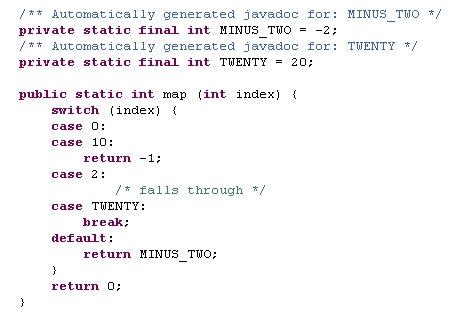 /** Automatically generated javadoc for: MINUS_TWO */
private static final int MINUS_TWO = -2;
/** Automatically generated javadoc for: TWENTY */
private static final int TWENTY = 20;

public static int map (int index) {
    switch (index) {
    case 0:
    case 10:
        return -1;
    case 2:
            /* falls through */
    case TWENTY:
        break;
    default:
        return MINUS_TWO;
    }
    return 0;
}